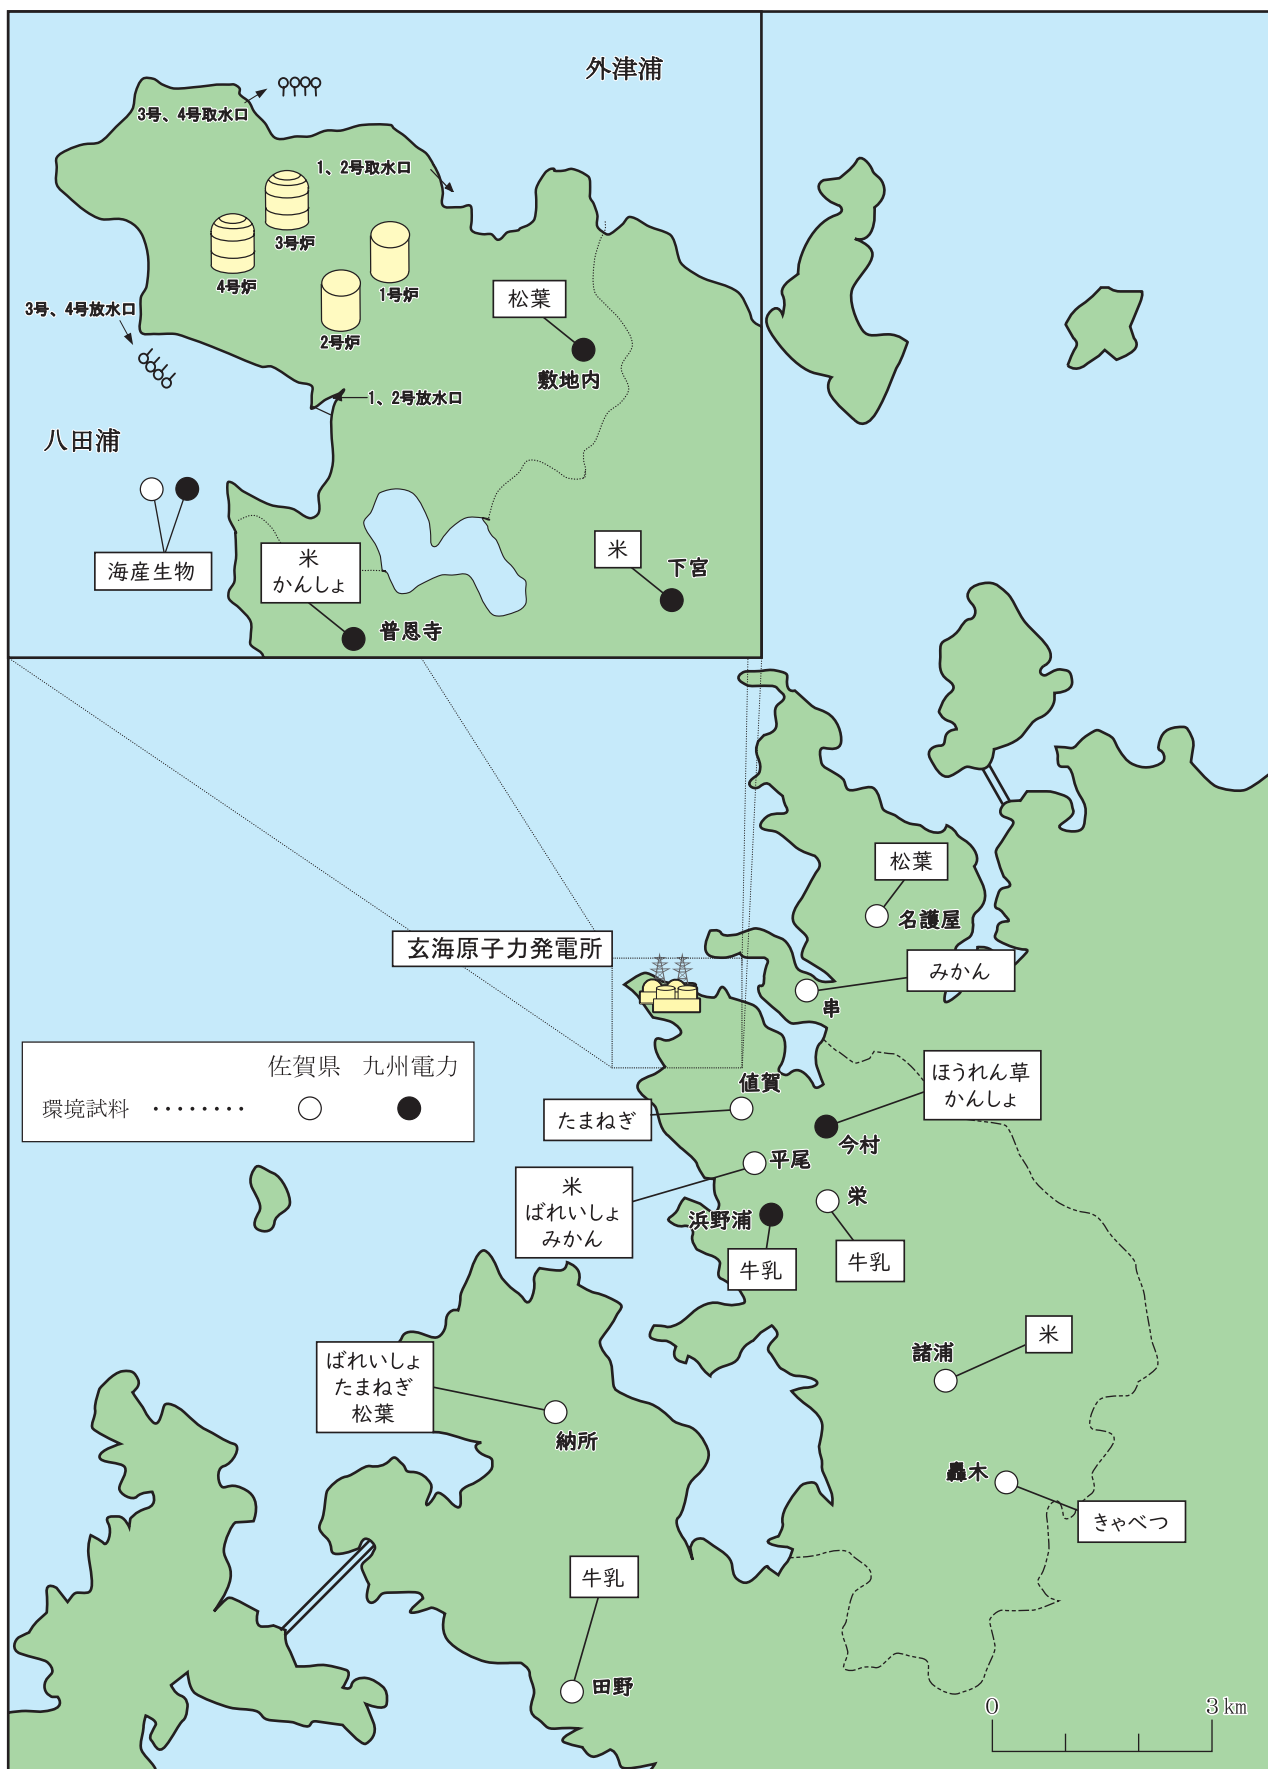 外津浦
3号、4号取水口
1、2号取水口
3号炉
4号炉
1号炉
2号炉
松葉
敷地内
3号、4号放水口
1、2号放水口
八田浦
海産生物
米
かんしょ
普恩寺
米
下宮
松葉
名護屋
玄海原子力発電所
みかん
串
佐賀県 九州電力
環境試料 ・・・・・・・・
値賀
たまねぎ
ほうれん草
かんしょ
今村
平尾
米
ばれいしょ
みかん
栄
浜野浦
牛乳
牛乳
諸浦
米
ばれいしょ
たまねぎ
松葉
納所
轟木
きゃべつ
牛乳
田野
0 3km